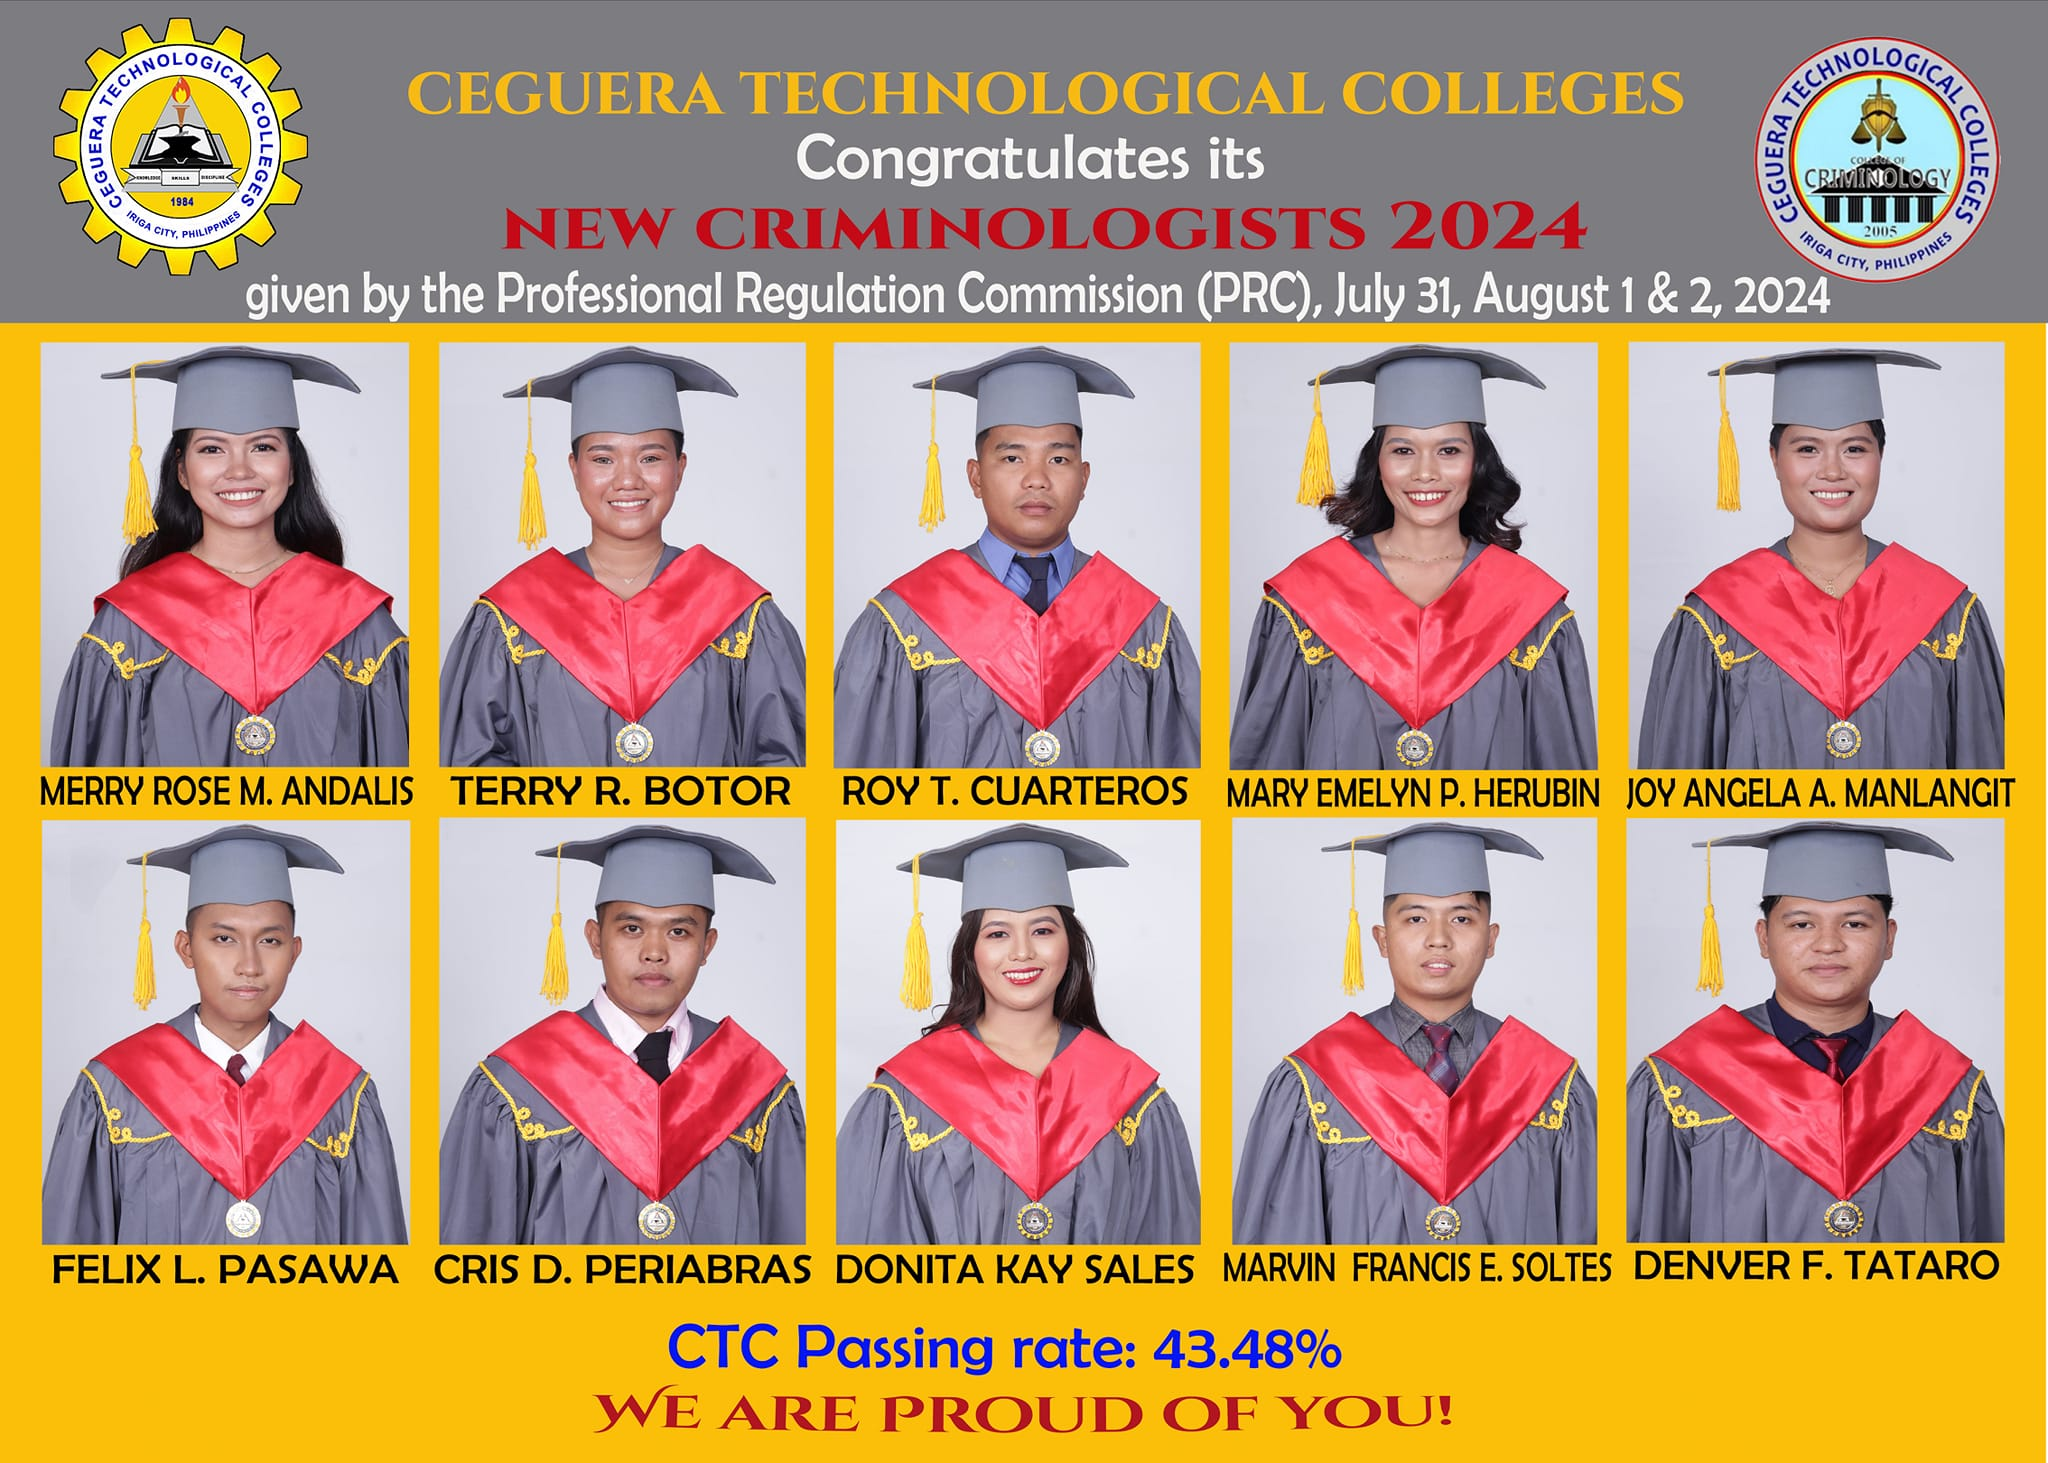 CEGUERA TECHNOLOGICAL COLLEGES
Congratulates its
NEW CRIMINOLOGISTS 2024
given by the Professional Regulation Commission (PRC), July 31, August 1 & 2, 2024
CEGUERA TECHNOLOGICAL COLLEGES
KNOWLEDGE SKILLS DISCIPLINE
1984
IRIGA CITY, PHILIPPINES
CEGUERA TECHNOLOGICAL COLLEGES
COLLEGE OF
CRIMINOLOGY
2005
IRIGA CITY, PHILIPPINES
MERRY ROSE M. ANDALIS
TERRY R. BOTOR
ROY T. CUARTEROS
MARY EMELYN P. HERUBIN
JOY ANGELA A. MANLANGIT
FELIX L. PASAWA
CRIS D. PERIABRAS
DONITA KAY SALES
MARVIN FRANCIS E. SOLTES
DENVER F. TATARO
CTC Passing rate: 43.48%
WE ARE PROUD OF YOU!